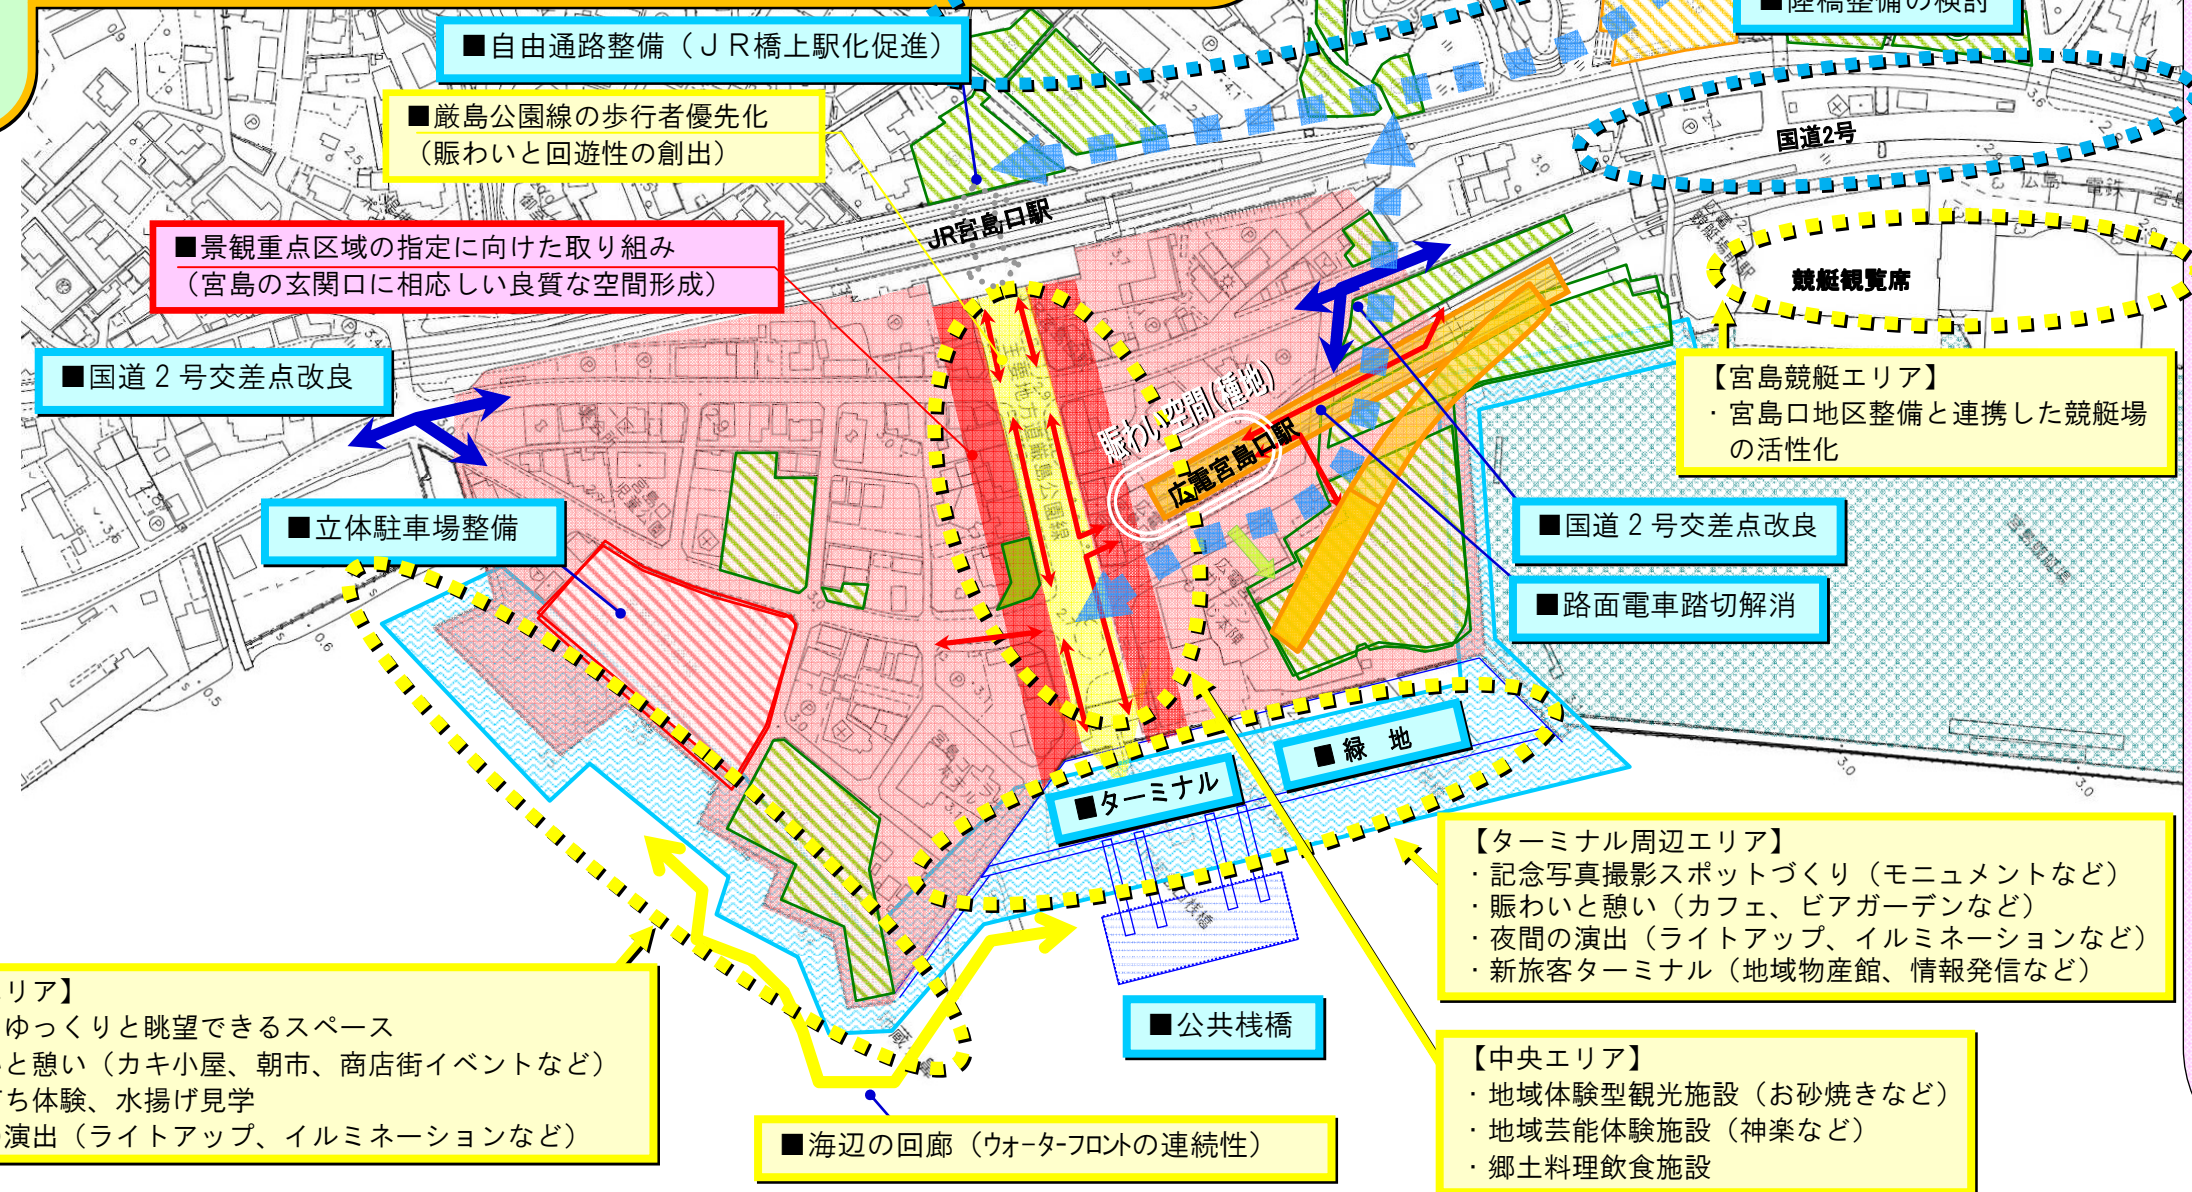 ■陸橋整備の検討
■自由通路整備（ＪＲ橋上駅化促進）
■厳島公園線の歩行者優先化
（賑わいと回遊性の創出）
国道2号
JR宮島口駅
■景観重点区域の指定に向けた取り組み
（宮島の玄関口に相応しい良質な空間形成）
競艇観覧席
■国道２号交差点改良
【宮島競艇エリア】
・宮島口地区整備と連携した競艇場
の活性化
賑わい空間(種地)
広電宮島口駅
主要地方道厳島公園線
■立体駐車場整備
■国道２号交差点改良
■路面電車踏切解消
■緑 地
■ターミナル
【ターミナル周辺エリア】
・記念写真撮影スポットづくり（モニュメントなど）
・賑わいと憩い（カフェ、ビアガーデンなど）
・夜間の演出（ライトアップ、イルミネーションなど）
・新旅客ターミナル（地域物産館、情報発信など）
リア】
ゆっくりと眺望できるスペース
と憩い（カキ小屋、朝市、商店街イベントなど）
ち体験、水揚げ見学
演出（ライトアップ、イルミネーションなど）
■公共桟橋
【中央エリア】
・地域体験型観光施設（お砂焼きなど）
・地域芸能体験施設（神楽など）
・郷土料理飲食施設
■海辺の回廊（ウォーターフロントの連続性）